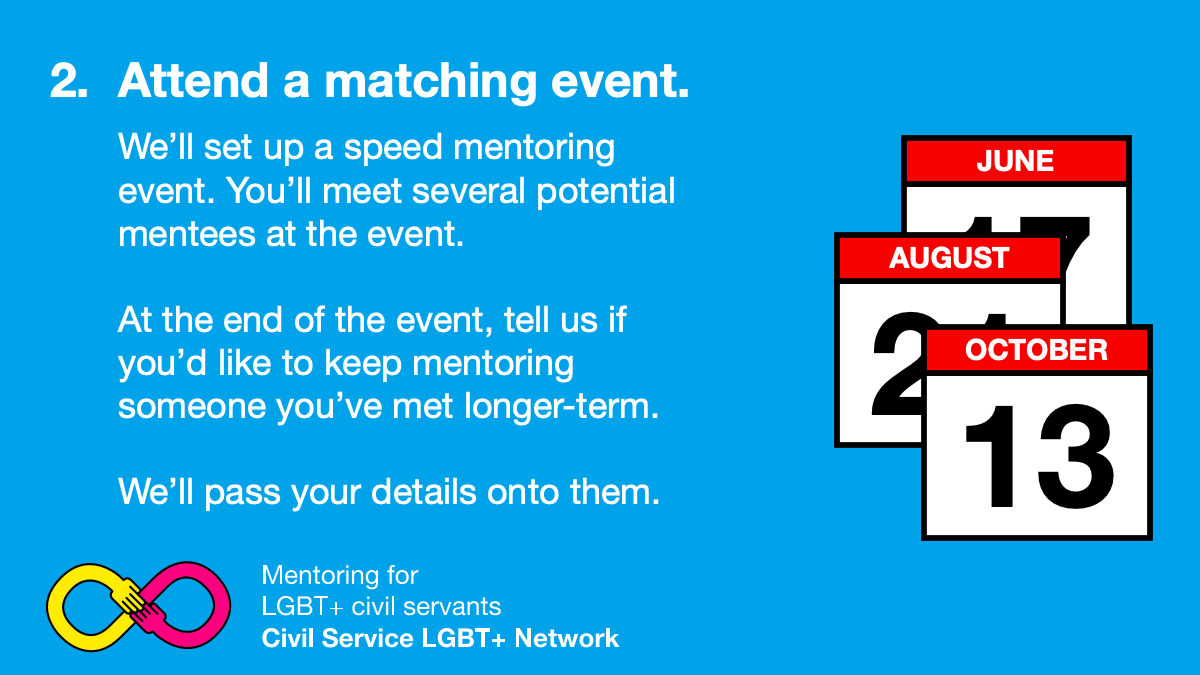 2. Attend a matching event.
We’ll set up a speed mentoring
event. You’ll meet several potential
mentees at the event.
At the end of the event, tell us if
you’d like to keep mentoring
someone you’ve met longer-term.
We’ll pass your details onto them.
JUNE
17
AUGUST
21
OCTOBER
13
Mentoring for
LGBT+ civil servants
Civil Service LGBT+ Network